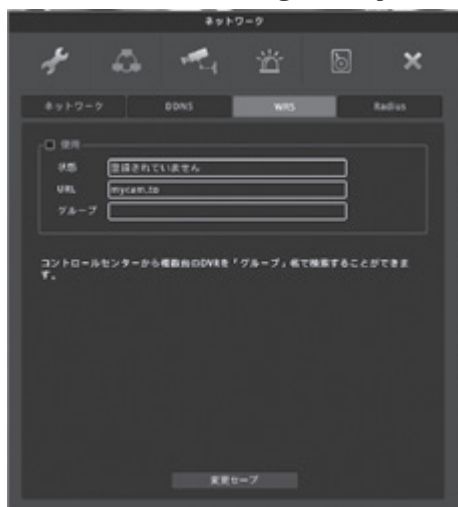 ネットワーク
ネットワーク DDNS WRS Radius
使用
状態 登録されていません
URL mycam.to
グループ
コントロールセンターから複数台のDVRを「グループ」名で検索することができま
す。
変更セーブ